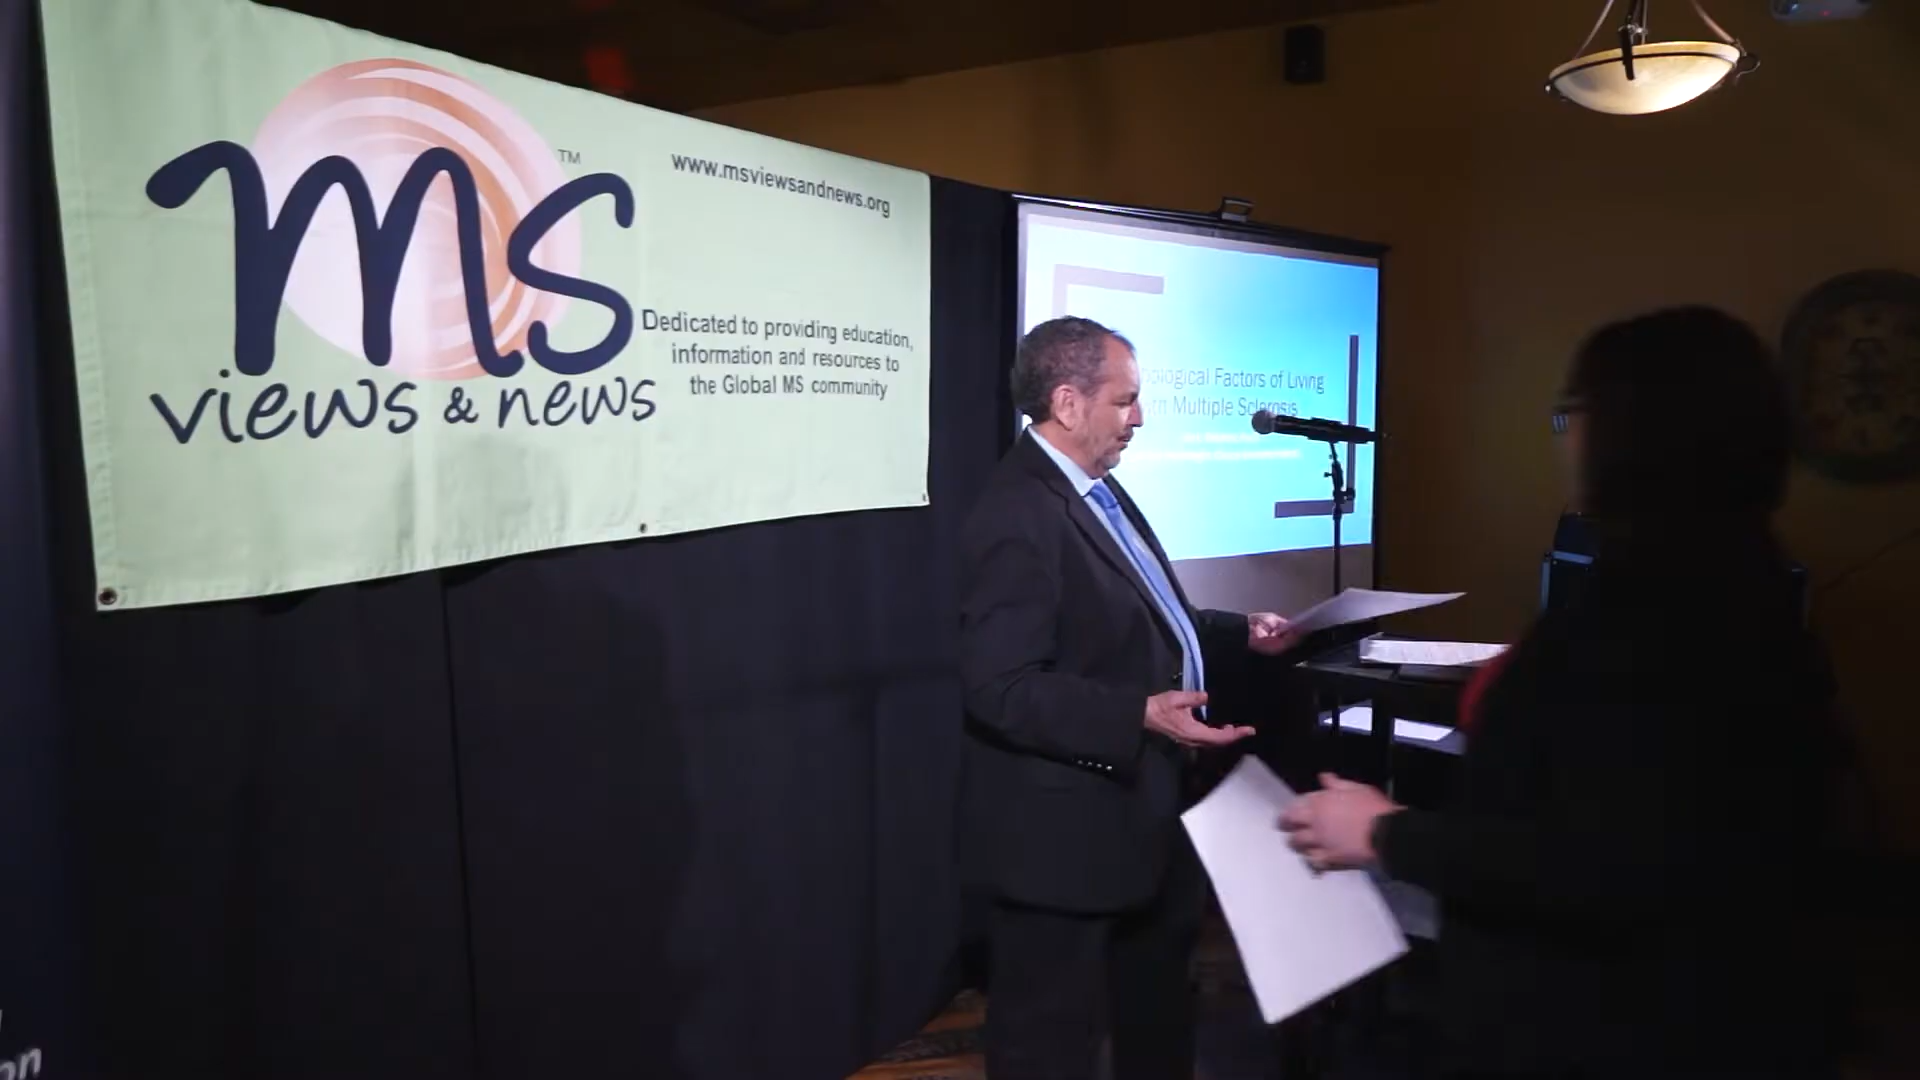 MS
TM
views & news
www.msviewsandnews.org
Dedicated to providing education,
information and resources to
the Global MS community
Factors of Living
Multiple Sclerosis